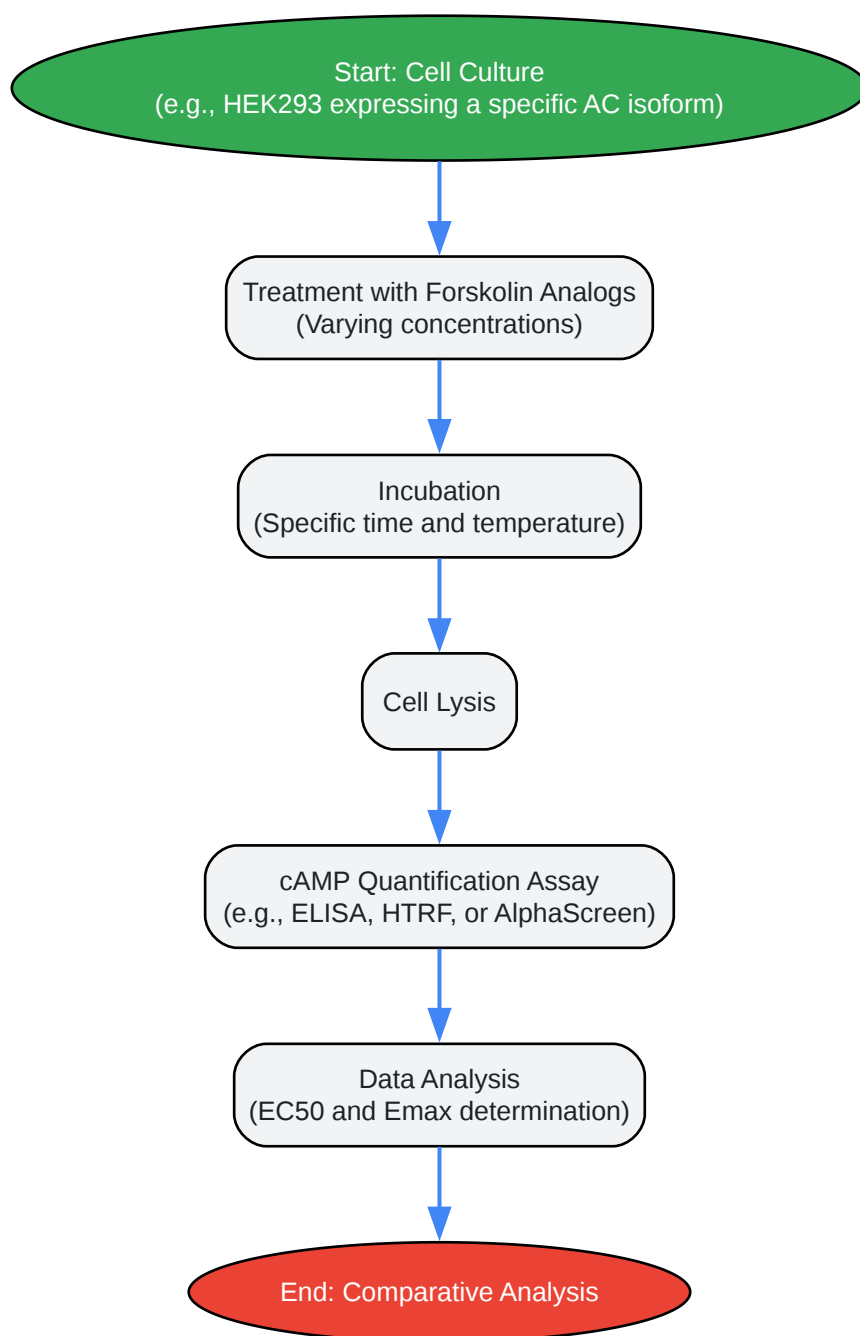 Start: Cell Culture
(e.g., HEK293 expressing a specific AC isoform)
Treatment with Forskolin Analogs
(Varying concentrations)
Incubation
(Specific time and temperature)
Cell Lysis
cAMP Quantification Assay
(e.g., ELISA, HTRF, or AlphaScreen)
Data Analysis
(EC50 and Emax determination)
End: Comparative Analysis